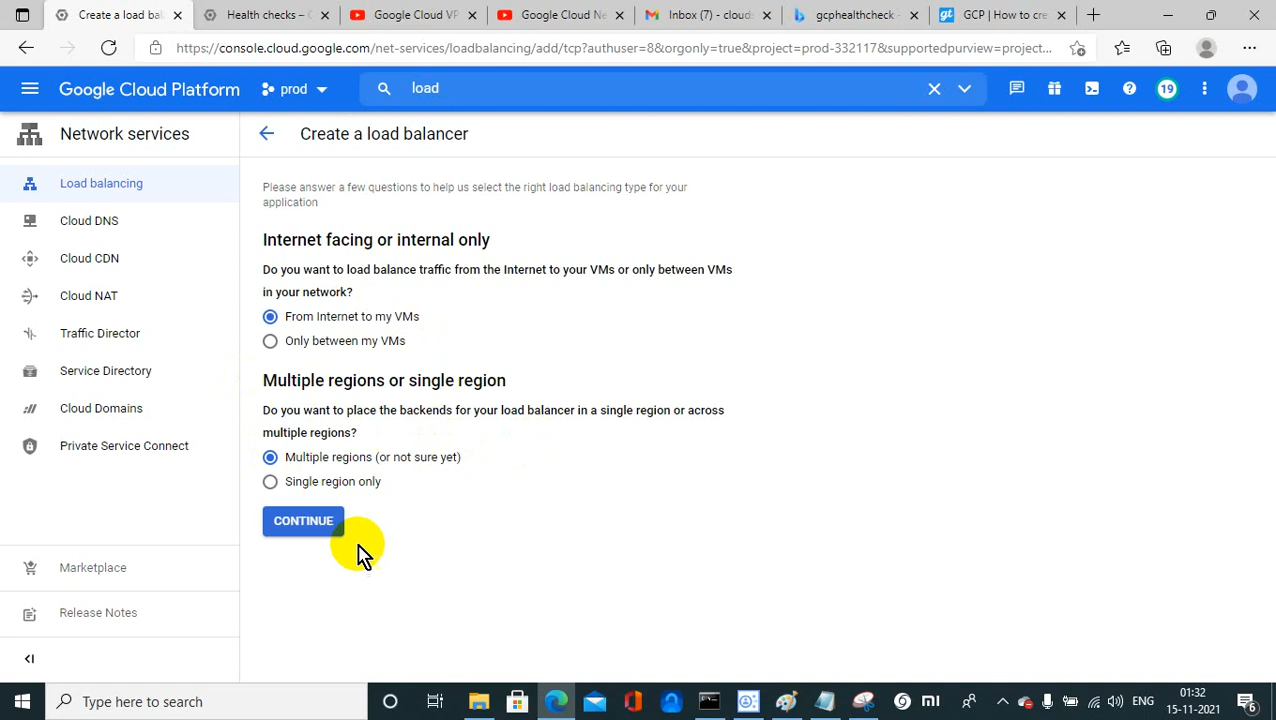 Create a load bala
Health checks – C
Google Cloud VP
Google Cloud Ne
Inbox (7) - cloud
gcphealthcheck -
GCP | How to cre
https://console.cloud.google.com/net-services/loadbalancing/add/tcp?authuser=8&orgonly=true&project=prod-332117&supportedpurview=project...
Google Cloud Platform
prod
load
19
Network services
Create a load balancer
Load balancing
Cloud DNS
Cloud CDN
Cloud NAT
Traffic Director
Service Directory
Cloud Domains
Private Service Connect
Marketplace
Release Notes
Please answer a few questions to help us select the right load balancing type for your
application
Internet facing or internal only
Do you want to load balance traffic from the Internet to your VMs or only between VMs
in your network?
From Internet to my VMs
Only between my VMs
Multiple regions or single region
Do you want to place the backends for your load balancer in a single region or across
multiple regions?
Multiple regions (or not sure yet)
Single region only
CONTINUE
Type here to search
ENG
01:32
15-11-2021
6